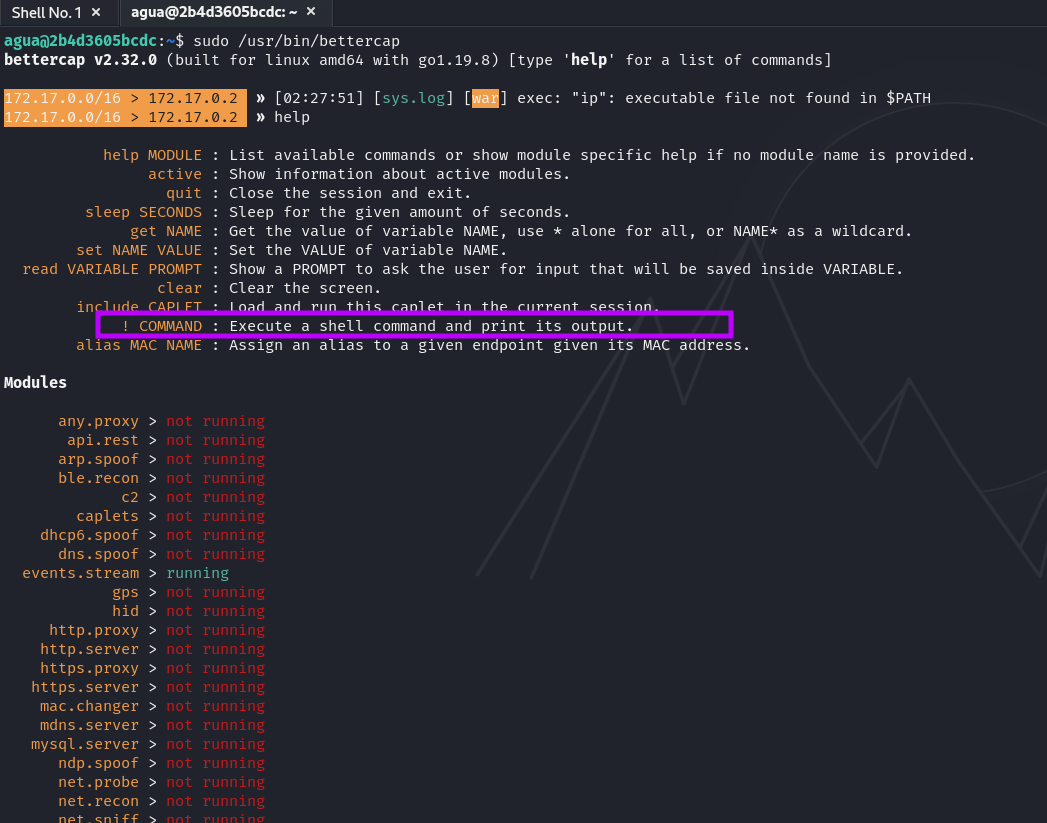 Shell No. 1 ×
agua@2b4d3605bcdc: ~ ×
agua@2b4d3605bcdc:~$ sudo /usr/bin/bettercap
bettercap v2.32.0 (built for linux amd64 with go1.19.8) [type 'help' for a list of commands]
172.17.0.0/16 > 172.17.0.2 » [02:27:51] [sys.log] [war] exec: "ip": executable file not found in $PATH
172.17.0.0/16 > 172.17.0.2 » help
help MODULE : List available commands or show module specific help if no module name is provided.
active : Show information about active modules.
quit : Close the session and exit.
sleep SECONDS : Sleep for the given amount of seconds.
get NAME : Get the value of variable NAME, use * alone for all, or NAME* as a wildcard.
set NAME VALUE : Set the VALUE of variable NAME.
read VARIABLE PROMPT : Show a PROMPT to ask the user for input that will be saved inside VARIABLE.
clear : Clear the screen.
include CAPLET : Load and run this caplet in the current session.
! COMMAND : Execute a shell command and print its output.
alias MAC NAME : Assign an alias to a given endpoint given its MAC address.
Modules
any.proxy > not running
api.rest > not running
arp.spoof > not running
ble.recon > not running
c2 > not running
caplets > not running
dhcp6.spoof > not running
dns.spoof > not running
events.stream > running
gps > not running
hid > not running
http.proxy > not running
http.server > not running
https.proxy > not running
https.server > not running
mac.changer > not running
mdns.server > not running
mysql.server > not running
ndp.spoof > not running
net.probe > not running
net.recon > not running
net.sniff > not running